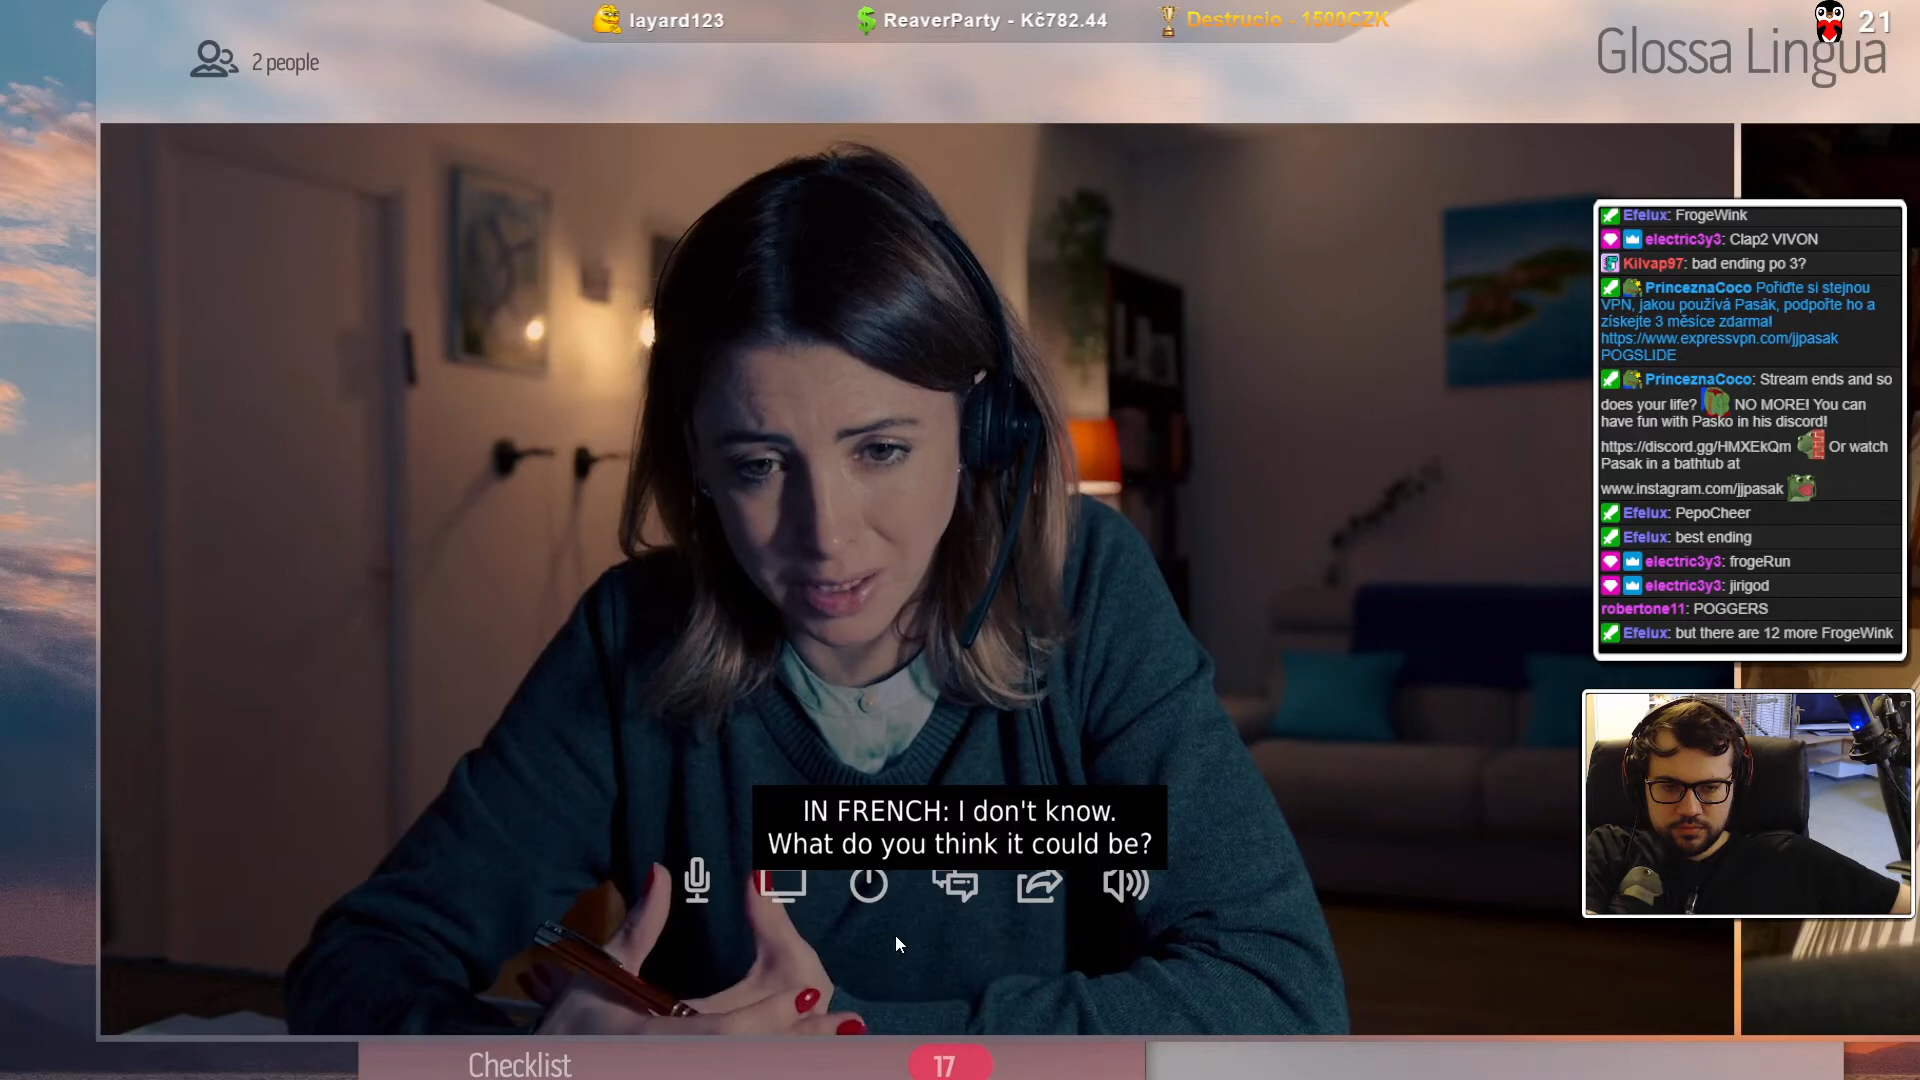 layard123
ReaverParty - Kč782.44
Destrucio - 1500CZK
21
2 people
Glossa Lingua
Efelux: FrogeWink
electric3y3: Clap2 VIVON
Kilvap97: bad ending po 3?
PrinceznaCoco Pořiďte si stejnou
VPN, jakou používá Pasák, podpořte ho a
získejte 3 měsíce zdarma!
https://www.expressvpn.com/jjpasak
POGSLIDE
PrinceznaCoco: Stream ends and so
does your life? NO MORE! You can
have fun with Pasko in his discord!
https://discord.gg/HMXEkQm Or watch
Pasak in a bathtub at
www.instagram.com/jjpasak
Efelux: PepoCheer
Efelux: best ending
electric3y3: frogeRun
electric3y3: jirigod
robertone11: POGGERS
Efelux: but there are 12 more FrogeWink
IN FRENCH: I don't know.
What do you think it could be?
Checklist
17